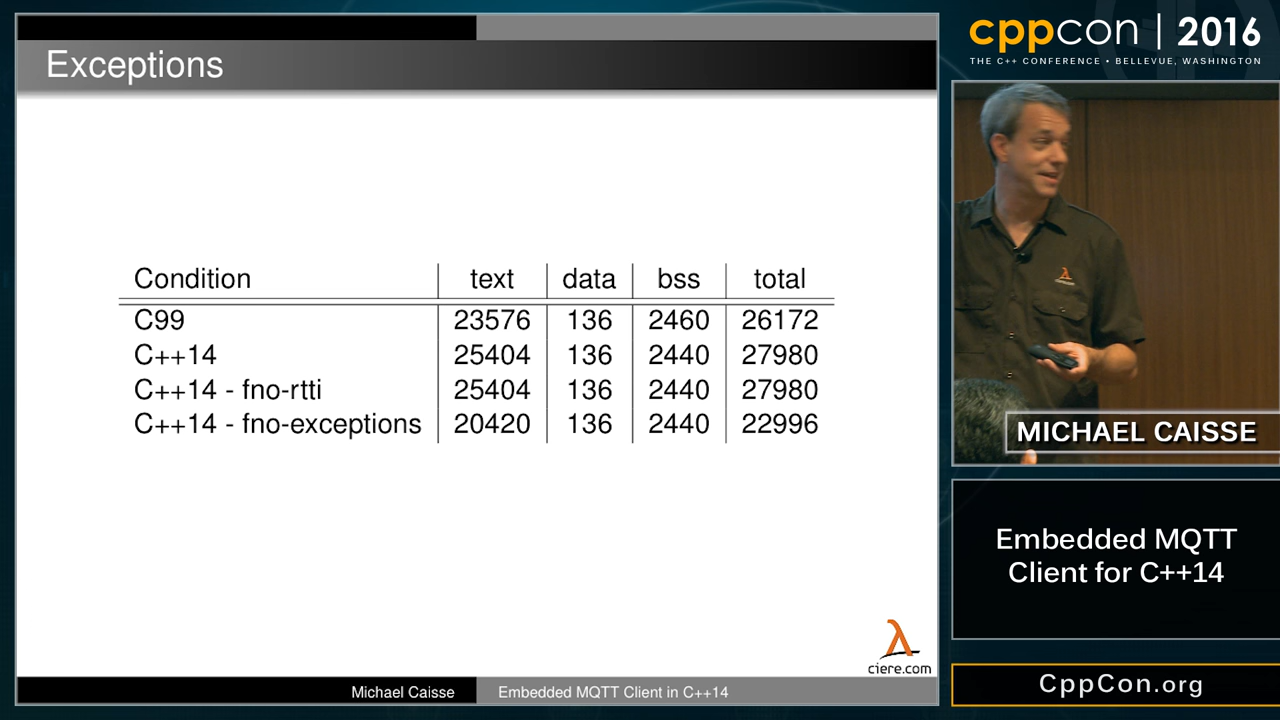 Exceptions
Condition text data bss total
C99 23576 136 2460 26172
C++14 25404 136 2440 27980
C++14 - fno-rtti 25404 136 2440 27980
C++14 - fno-exceptions 20420 136 2440 22996
λ
ciere.com
Michael Caisse Embedded MQTT Client in C++14
cppcon | 2016
THE C++ CONFERENCE • BELLEVUE, WASHINGTON
λ
MICHAEL CAISSE
Embedded MQTT
Client for C++14
CppCon.org